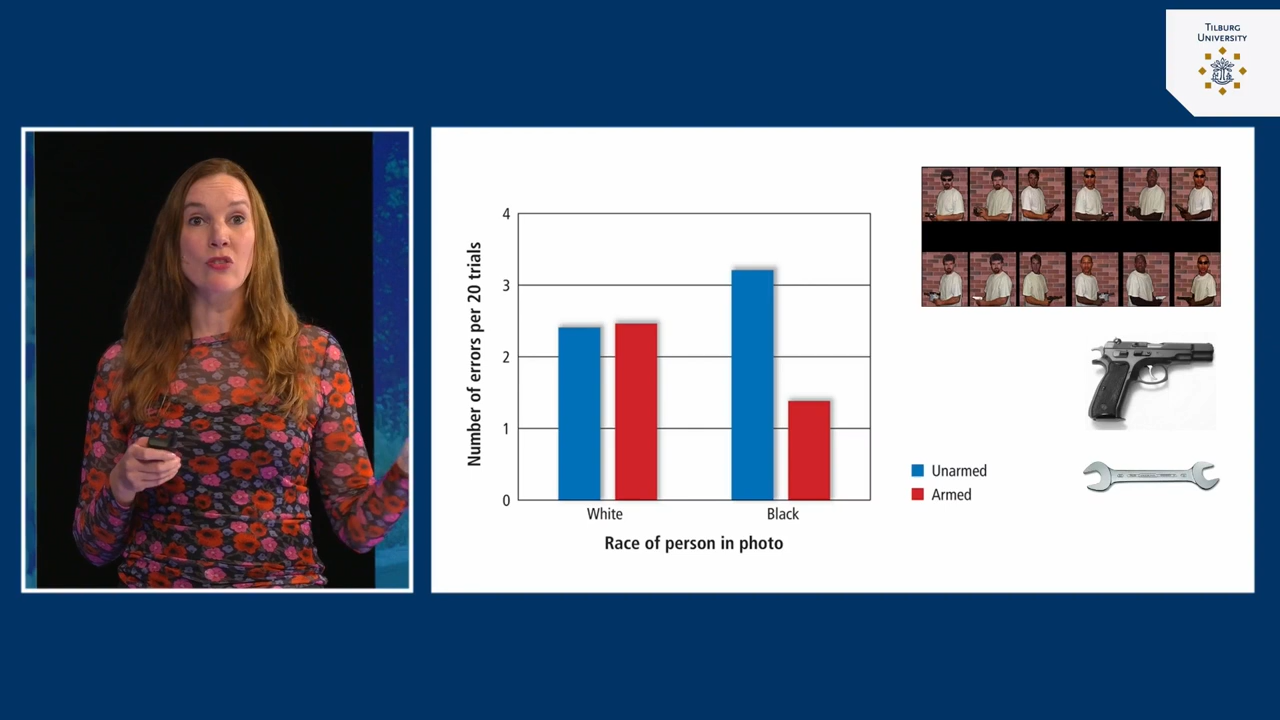 TILBURG
UNIVERSITY
4
3
2
1
0
Number of errors per 20 trials
White
Black
Race of person in photo
Unarmed
Armed